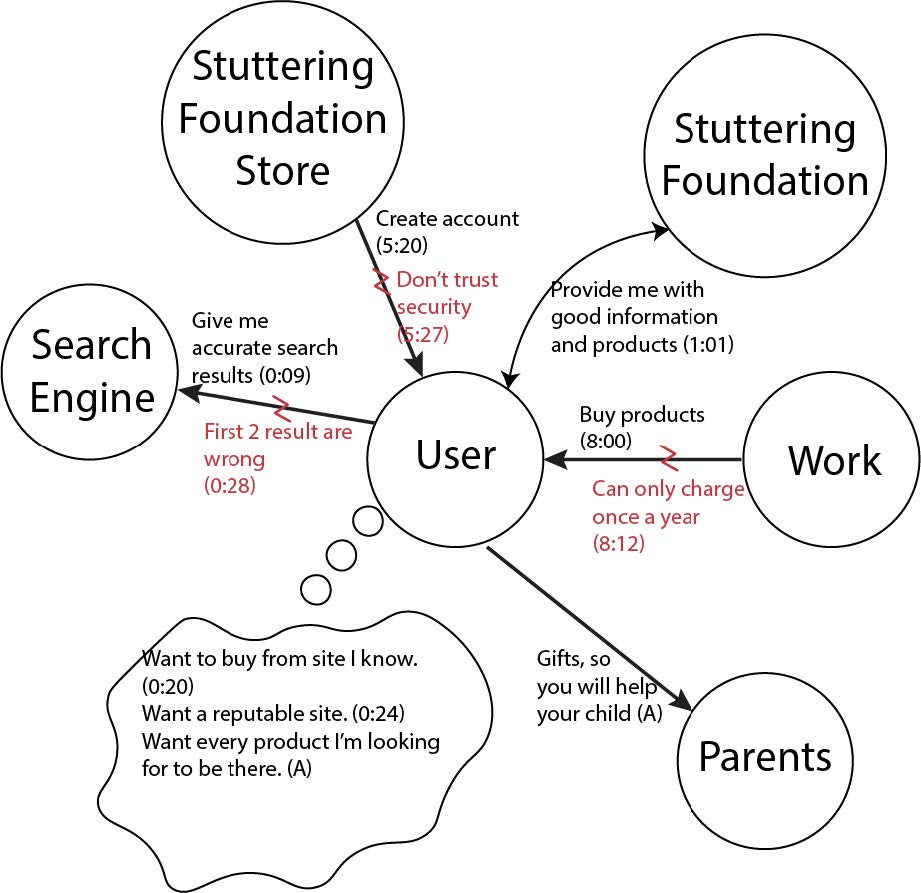 Stuttering
Foundation
Store
Stuttering
Foundation
Create account
(5:20)
Don't trust
security
(5:27)
Provide me with
good information
and products (1:01)
Search
Engine
Give me
accurate search
results (0:09)
First 2 result are
wrong
(0:28)
User
Buy products
(8:00)
Can only charge
once a year
(8:12)
Work
Want to buy from site I know.
(0:20)
Want a reputable site. (0:24)
Want every product I'm looking
for to be there. (A)
Gifts, so
you will help
your child (A)
Parents